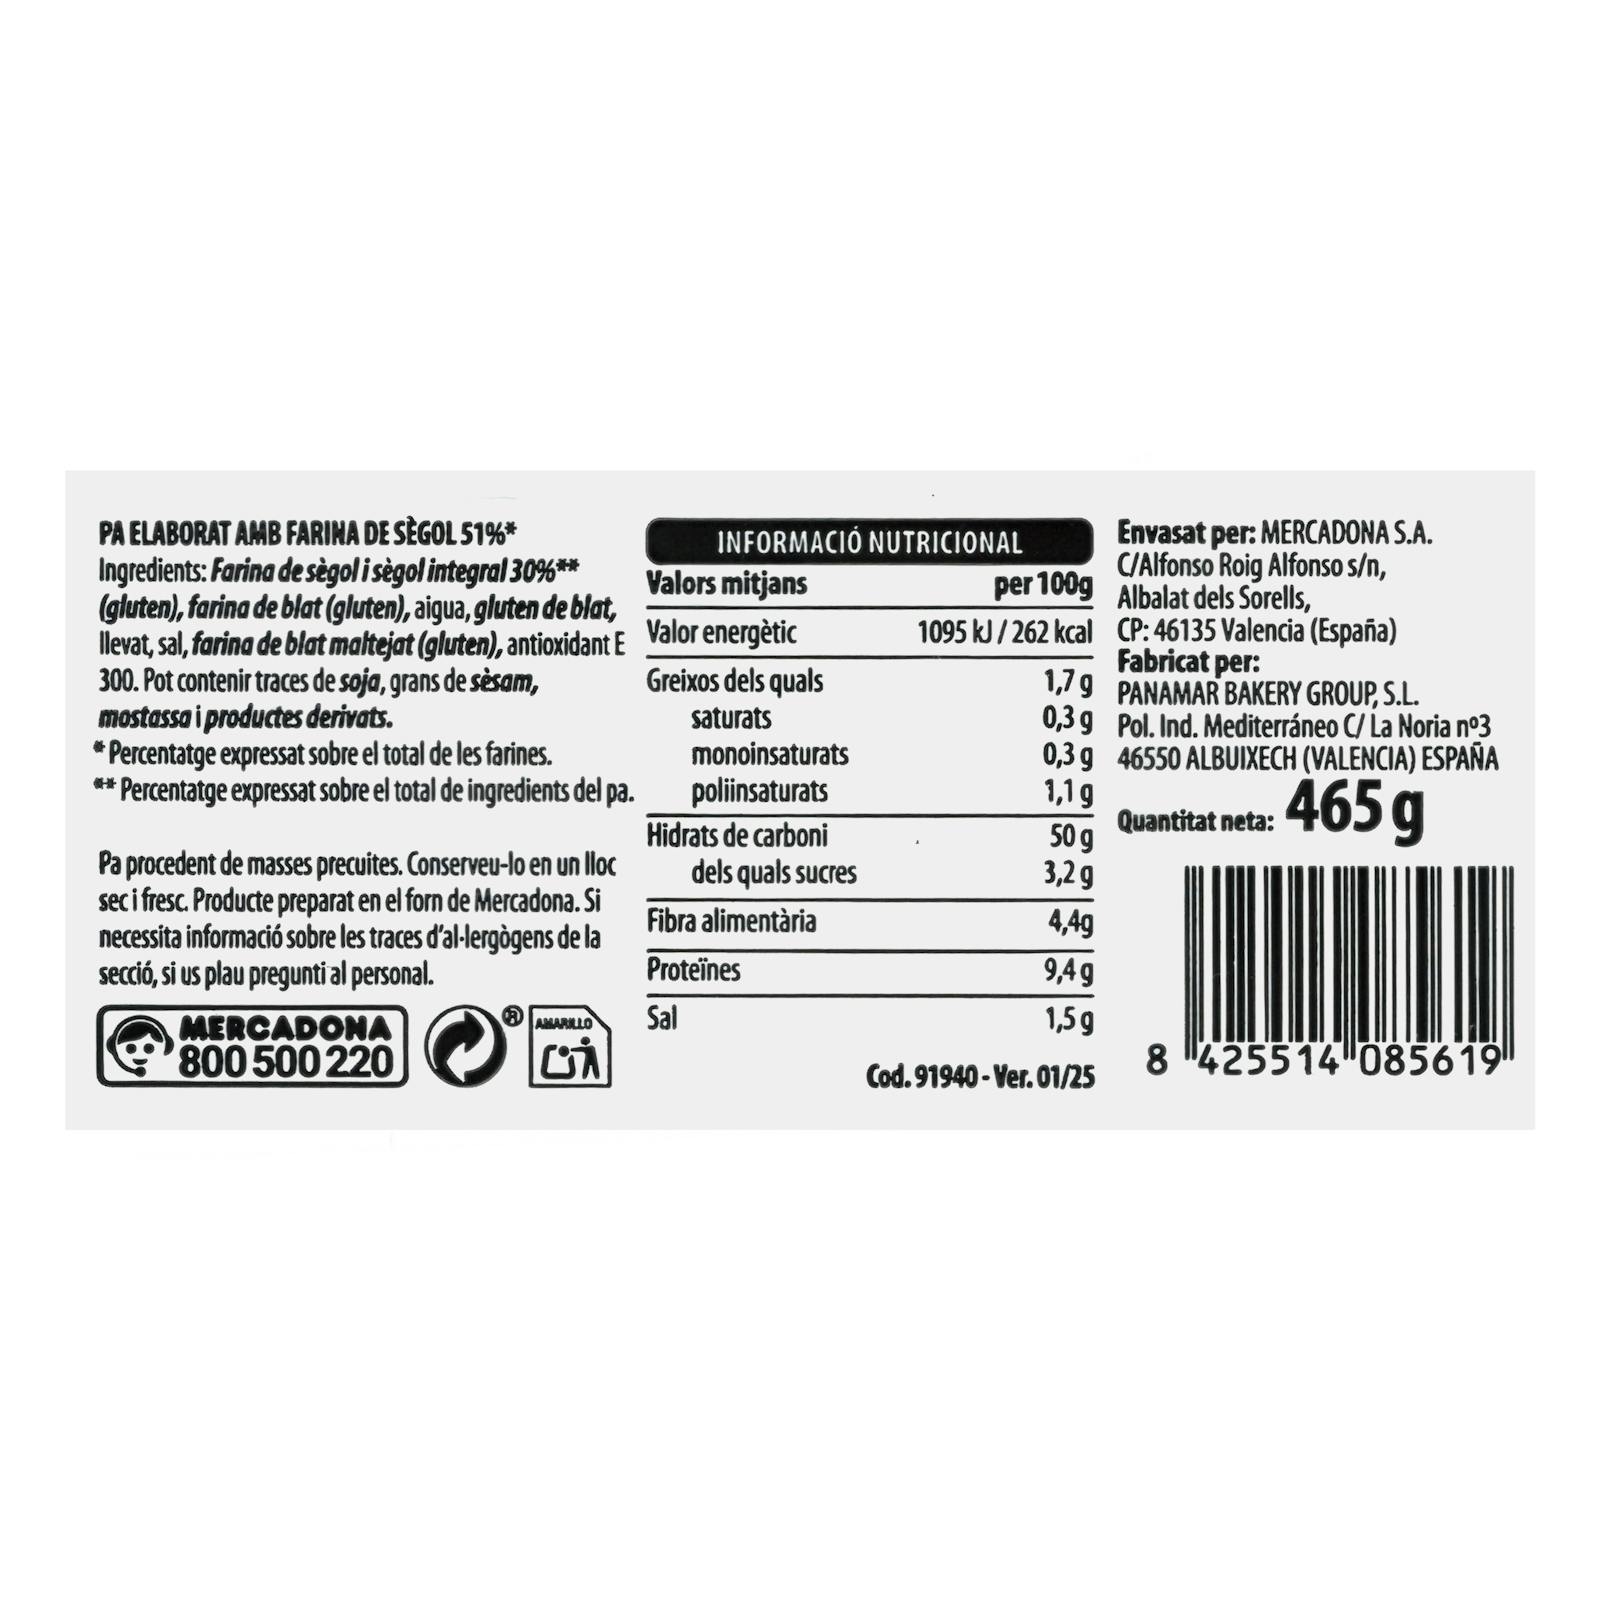 PA ELABORAT AMB FARINA DE SÈGOL 51%*
Ingredients: Farina de sègol i sègol integral 30%**
(gluten), farina de blat (gluten), aigua, gluten de blat,
llevat, sal, farina de blat maltejat (gluten), antioxidant E
300. Pot contenir traces de soja, grans de sèsam,
mostassa i productes derivats.
* Percentatge expressat sobre el total de les farines.
** Percentatge expressat sobre el total de ingredients del pa.
Pa procedent de masses precuites. Conserveu-lo en un lloc
sec i fresc. Producte preparat en el forn de Mercadona. Si
necessita informació sobre les traces d'al·lergògens de la
secció, si us plau pregunti al personal.
MERCADONA
800 500 220
®
AMARILLO
INFORMACIÓ NUTRICIONAL
Valors mitjans per 100g
Valor energètic 1095 kJ / 262 kcal
Greixos dels quals 1,7 g
saturats 0,3 g
monoinsaturats 0,3 g
poliinsaturats 1,1 g
Hidrats de carboni 50 g
dels quals sucres 3,2 g
Fibra alimentària 4,4g
Proteïnes 9,4 g
Sal 1,5 g
Cod. 91940 - Ver. 01/25
Envasat per: MERCADONA S.A.
C/Alfonso Roig Alfonso s/n,
Albalat dels Sorells,
CP: 46135 Valencia (España)
Fabricat per:
PANAMAR BAKERY GROUP, S.L.
Pol. Ind. Mediterráneo C/ La Noria nº3
46550 ALBUIXECH (VALENCIA) ESPAÑA
Quantitat neta: 465 g
8 425514 085619